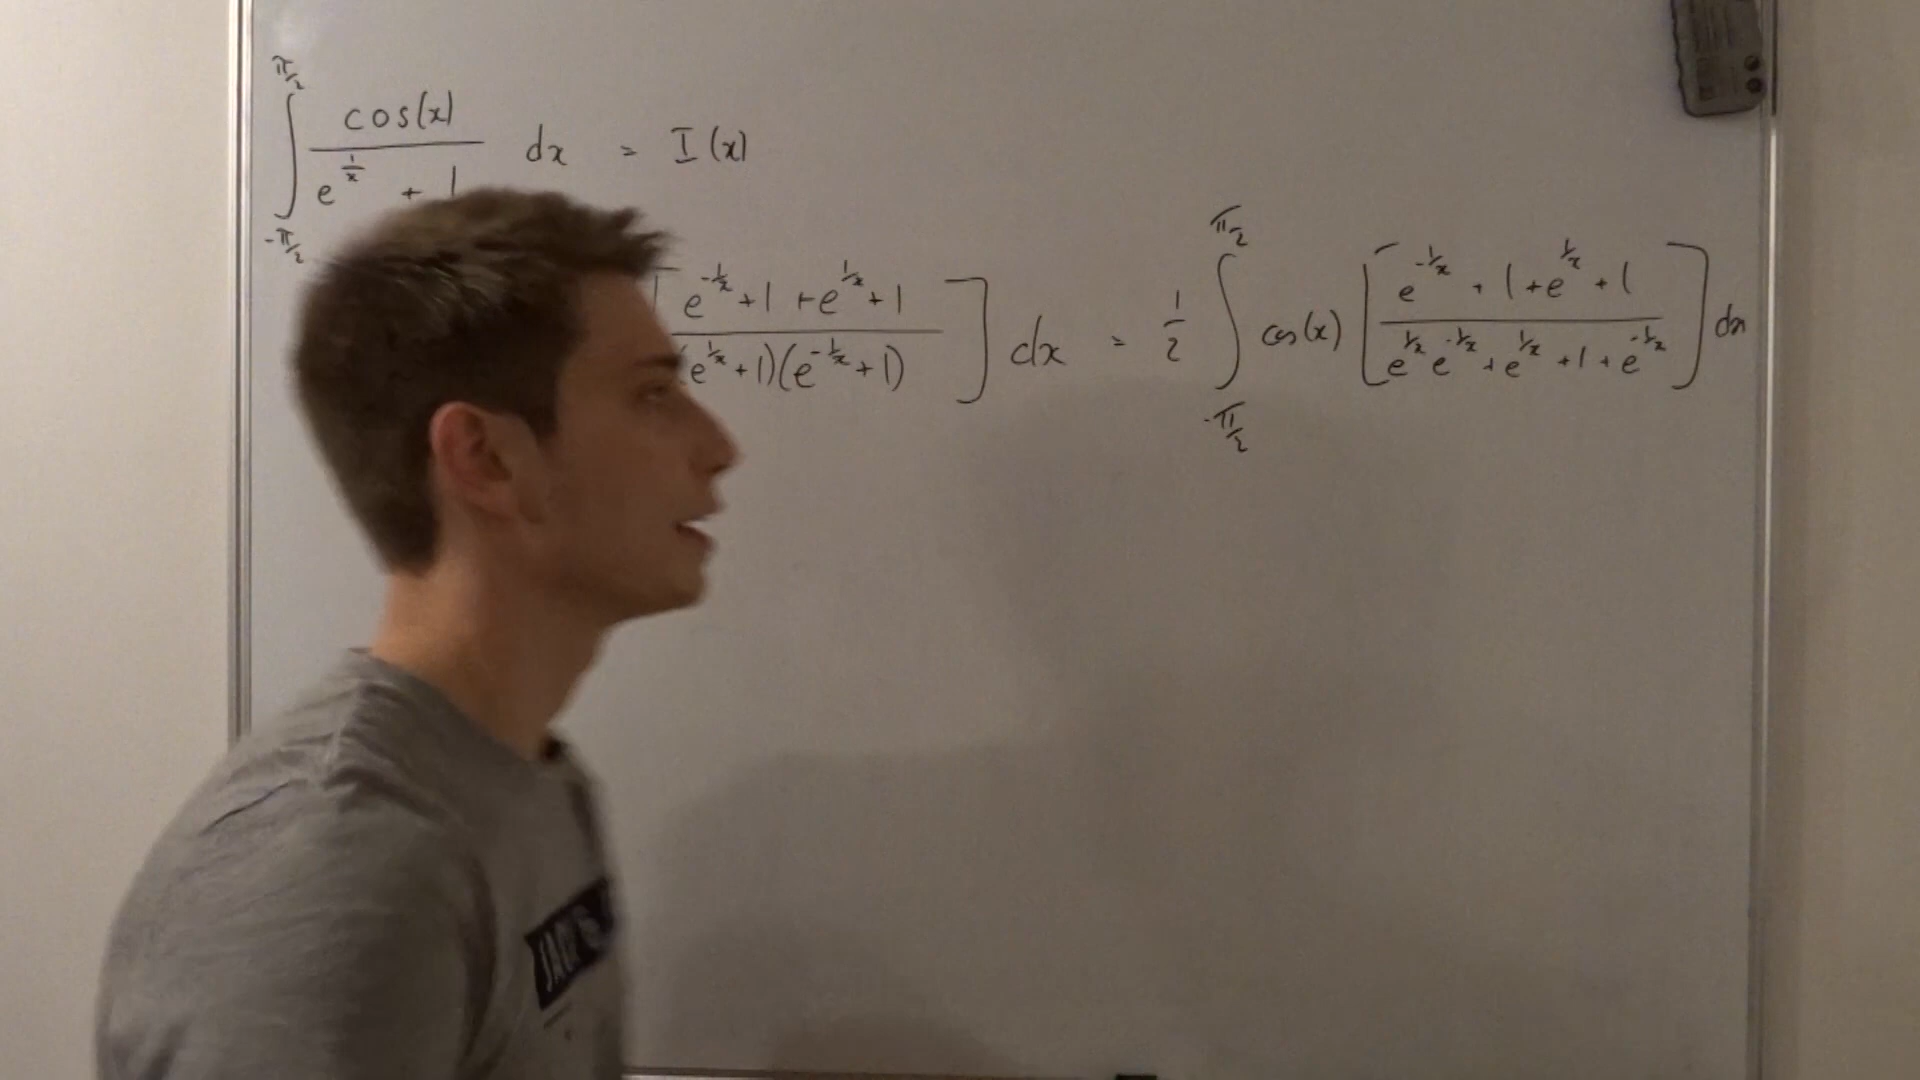 ∫_{-π/2}^{π/2} cos(x) / (e^{1/x} + 1) dx = I(x)
[ (e^{-1/x} + 1 + e^{1/x} + 1) / ((e^{1/x} + 1)(e^{-1/x} + 1)) ] dx = 1/2 ∫_{-π/2}^{π/2} cos(x) [ (e^{-1/x} + 1 + e^{1/x} + 1) / (e^{1/x} e^{-1/x} + e^{1/x} + 1 + e^{-1/x}) ] dx